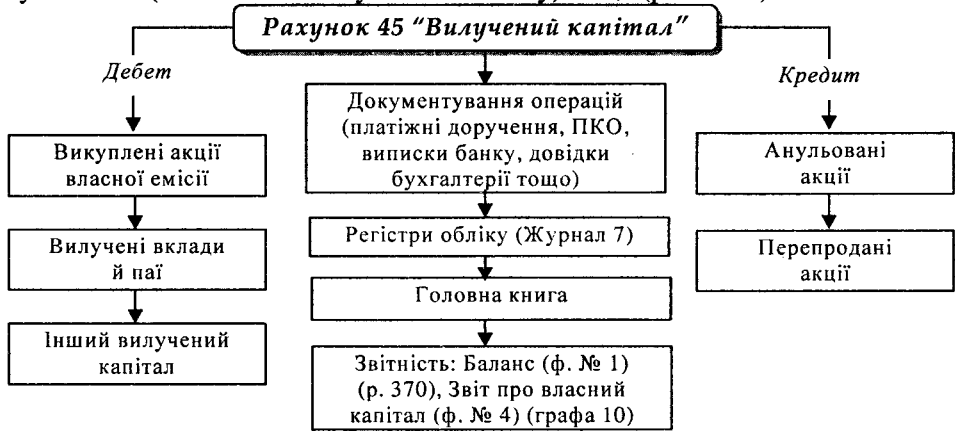 Рахунок 45 “Вилучений капітал”
Дебет
Кредит
Викуплені акції
власної емісії
Вилучені вклади
й паї
Інший вилучений
капітал
Документування операцій
(платіжні доручення, ПКО,
виписки банку, довідки
бухгалтерії тощо)
Регістри обліку (Журнал 7)
Головна книга
Звітність: Баланс (ф. № 1)
(р. 370), Звіт про власний
капітал (ф. № 4) (графа 10)
Анульовані
акції
Перепродані
акції